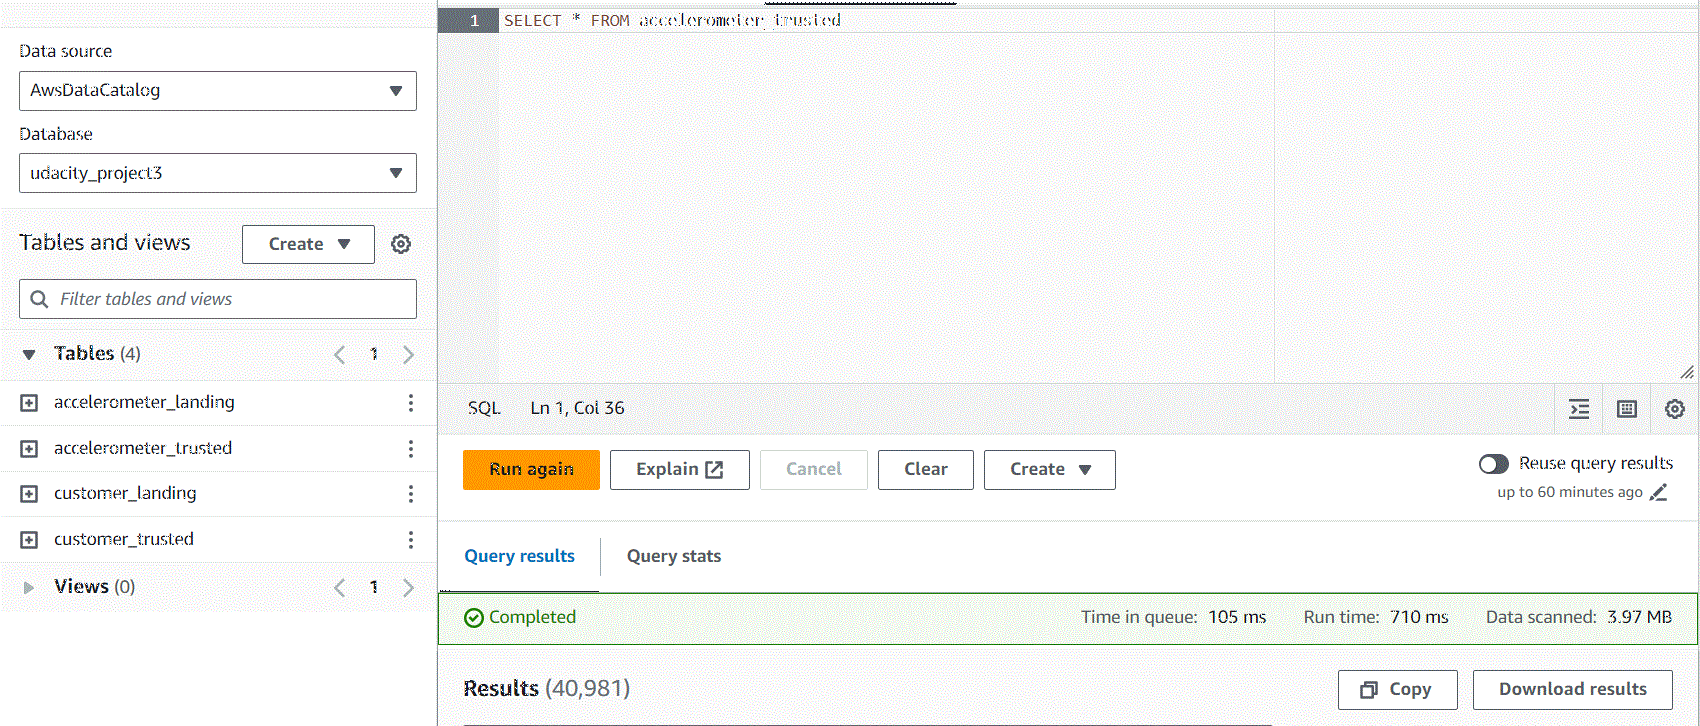 Data source
AwsDataCatalog
Database
udacity_project3
Tables and views
Create
Filter tables and views
Tables (4)
1
accelerometer_landing
accelerometer_trusted
customer_landing
customer_trusted
Views (0)
1
1 SELECT * FROM accelerometer_trusted
SQL Ln 1, Col 36
Run again Explain Cancel Clear Create
Reuse query results
up to 60 minutes ago
Query results Query stats
Completed Time in queue: 105 ms Run time: 710 ms Data scanned: 3.97 MB
Results (40,981) Copy Download results